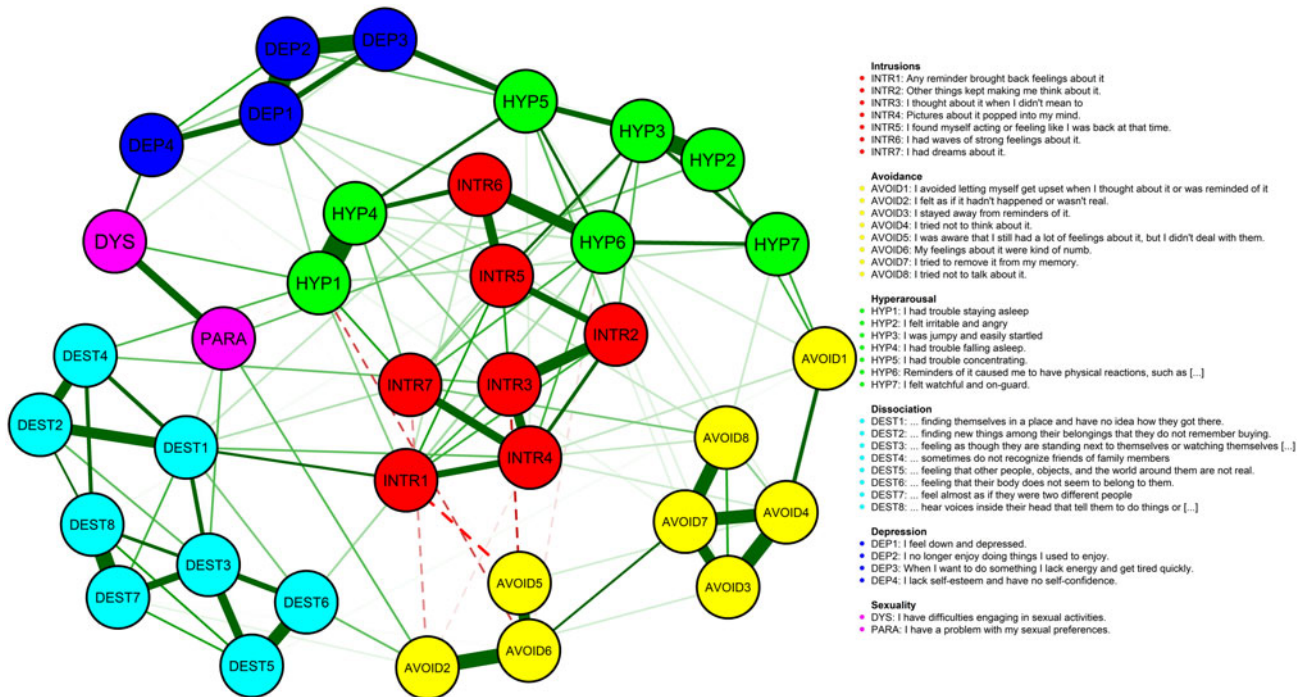 DEP2
DEP3
DEP1
DEP4
HYP5
HYP3
HYP2
INTR6
HYP4
DYS
HYP6
HYP7
HYP1
INTR5
PARA
INTR2
DEST4
AVOID1
INTR7
INTR3
DEST2
DEST1
AVOID8
INTR4
INTR1
AVOID4
AVOID7
DEST8
DEST3
AVOID5
AVOID3
DEST7
DEST6
AVOID6
DEST5
AVOID2
Intrusions
INTR1: Any reminder brought back feelings about it
INTR2: Other things kept making me think about it.
INTR3: I thought about it when I didn't mean to
INTR4: Pictures about it popped into my mind.
INTR5: I found myself acting or feeling like I was back at that time.
INTR6: I had waves of strong feelings about it.
INTR7: I had dreams about it.
Avoidance
AVOID1: I avoided letting myself get upset when I thought about it or was reminded of it
AVOID2: I felt as if it hadn't happened or wasn't real.
AVOID3: I stayed away from reminders of it.
AVOID4: I tried not to think about it.
AVOID5: I was aware that I still had a lot of feelings about it, but I didn't deal with them.
AVOID6: My feelings about it were kind of numb.
AVOID7: I tried to remove it from my memory.
AVOID8: I tried not to talk about it.
Hyperarousal
HYP1: I had trouble staying asleep
HYP2: I felt irritable and angry
HYP3: I was jumpy and easily startled
HYP4: I had trouble falling asleep.
HYP5: I had trouble concentrating.
HYP6: Reminders of it caused me to have physical reactions, such as [...]
HYP7: I felt watchful and on-guard.
Dissociation
DEST1: ... finding themselves in a place and have no idea how they got there.
DEST2: ... finding new things among their belongings that they do not remember buying.
DEST3: ... feeling as though they are standing next to themselves or watching themselves [...]
DEST4: ... sometimes do not recognize friends of family members
DEST5: ... feeling that other people, objects, and the world around them are not real.
DEST6: ... feeling that their body does not seem to belong to them.
DEST7: ... feel almost as if they were two different people
DEST8: ... hear voices inside their head that tell them to do things or [...]
Depression
DEP1: I feel down and depressed.
DEP2: I no longer enjoy doing things I used to enjoy.
DEP3: When I want to do something I lack energy and get tired quickly.
DEP4: I lack self-esteem and have no self-confidence.
Sexuality
DYS: I have difficulties engaging in sexual activities.
PARA: I have a problem with my sexual preferences.